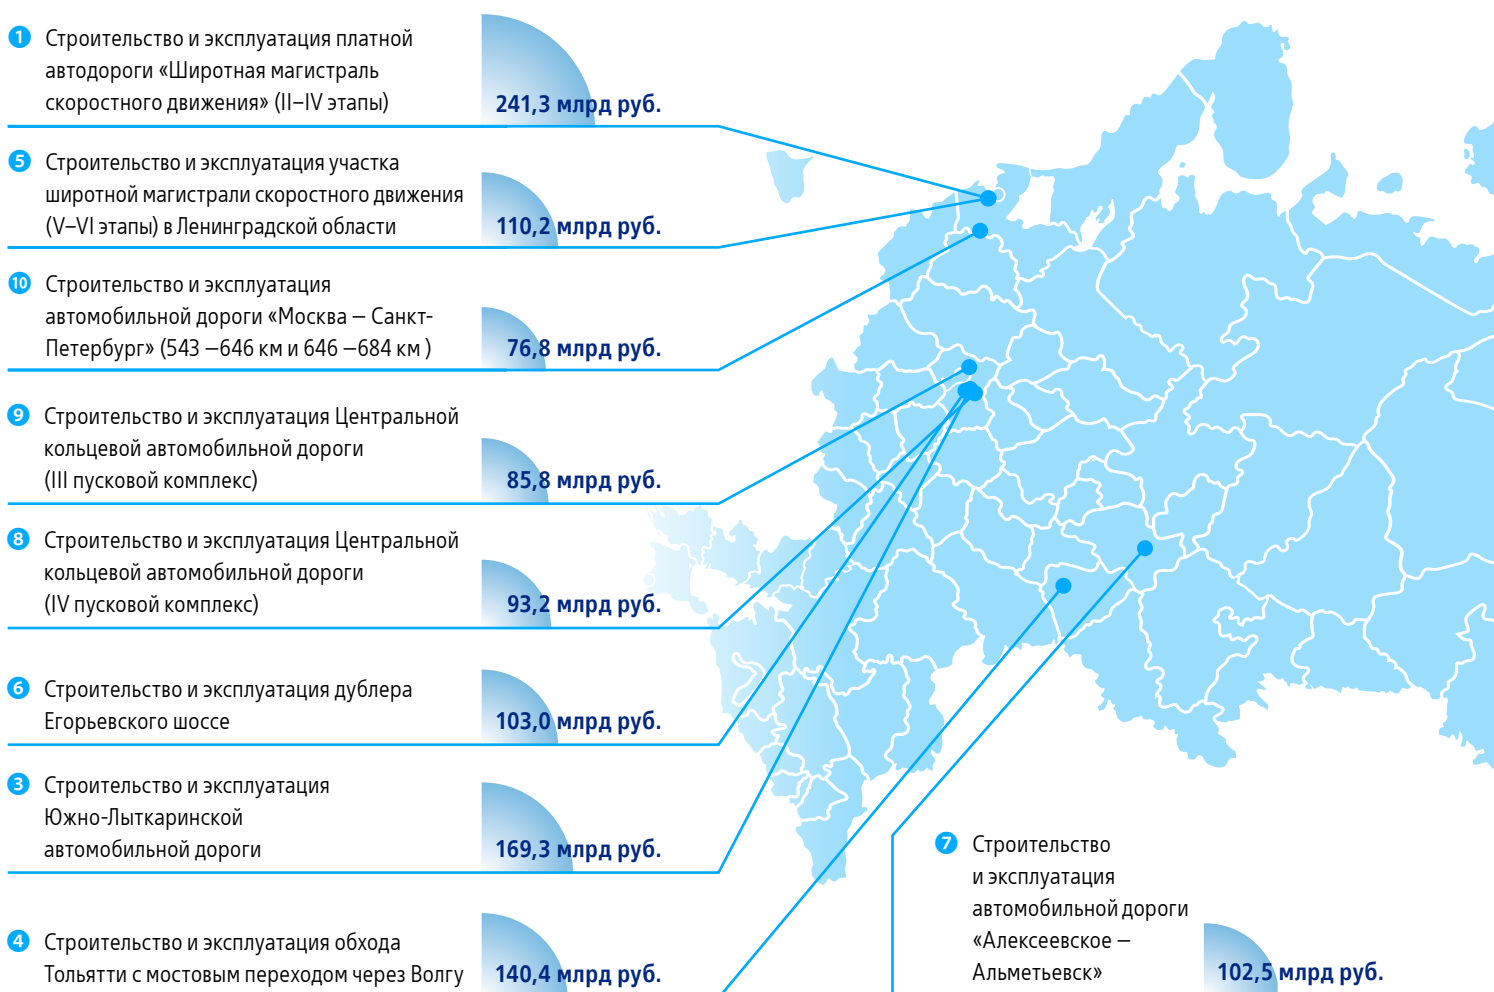 1 Строительство и эксплуатация платной
автодороги «Широтная магистраль
скоростного движения» (II–IV этапы)
241,3 млрд руб.
5 Строительство и эксплуатация участка
широтной магистрали скоростного движения
(V–VI этапы) в Ленинградской области
110,2 млрд руб.
10 Строительство и эксплуатация
автомобильной дороги «Москва – Санкт-
Петербург» (543 –646 км и 646 –684 км )
76,8 млрд руб.
9 Строительство и эксплуатация Центральной
кольцевой автомобильной дороги
(III пусковой комплекс)
85,8 млрд руб.
8 Строительство и эксплуатация Центральной
кольцевой автомобильной дороги
(IV пусковой комплекс)
93,2 млрд руб.
6 Строительство и эксплуатация дублера
Егорьевского шоссе
103,0 млрд руб.
3 Строительство и эксплуатация
Южно-Лыткаринской
автомобильной дороги
169,3 млрд руб.
4 Строительство и эксплуатация обхода
Тольятти с мостовым переходом через Волгу
140,4 млрд руб.
7 Строительство
и эксплуатация
автомобильной дороги
«Алексеевское –
Альметьевск»
102,5 млрд руб.